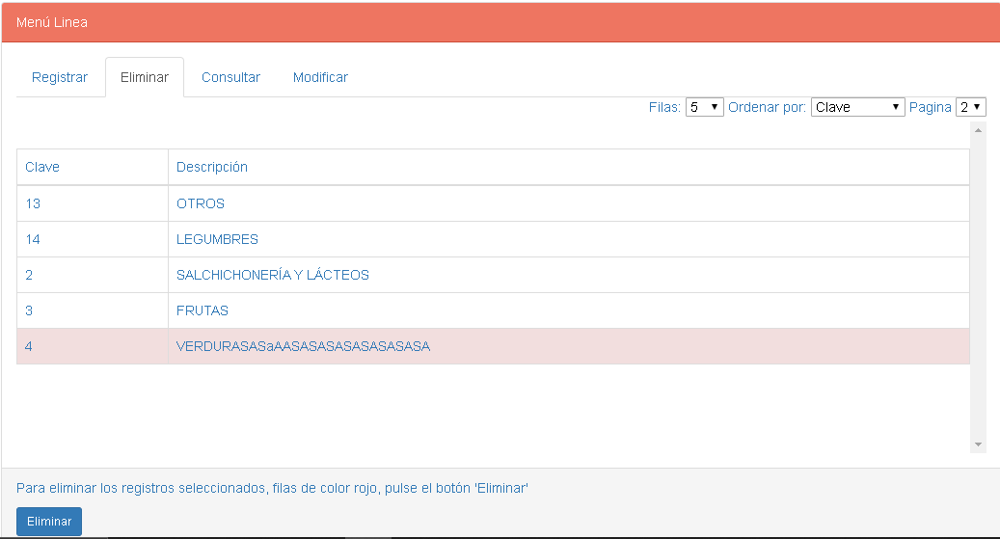 Menú Linea
Registrar Eliminar Consultar Modificar
Filas: 5 Ordenar por: Clave Pagina 2
Clave Descripción
13 OTROS
14 LEGUMBRES
2 SALCHICHONERÍA Y LÁCTEOS
3 FRUTAS
4 VERDURASASaAASASASASASASASASA
Para eliminar los registros seleccionados, filas de color rojo, pulse el botón 'Eliminar'
Eliminar